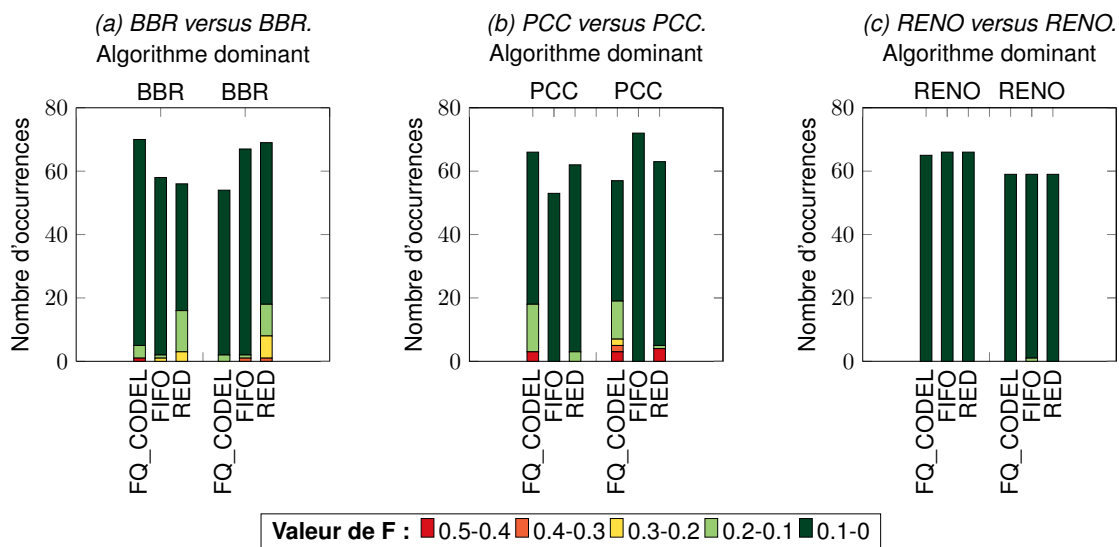 (a) BBR versus BBR.
Algorithme dominant
BBR BBR
Nombre d'occurrences
80
60
40
20
0
FQ_CODEL
FIFO
RED
FQ_CODEL
FIFO
RED
(b) PCC versus PCC.
Algorithme dominant
PCC PCC
Nombre d'occurrences
80
60
40
20
0
FQ_CODEL
FIFO
RED
FQ_CODEL
FIFO
RED
(c) RENO versus RENO.
Algorithme dominant
RENO RENO
Nombre d'occurrences
80
60
40
20
0
FQ_CODEL
FIFO
RED
FQ_CODEL
FIFO
RED
Valeur de F : 0.5-0.4 0.4-0.3 0.3-0.2 0.2-0.1 0.1-0